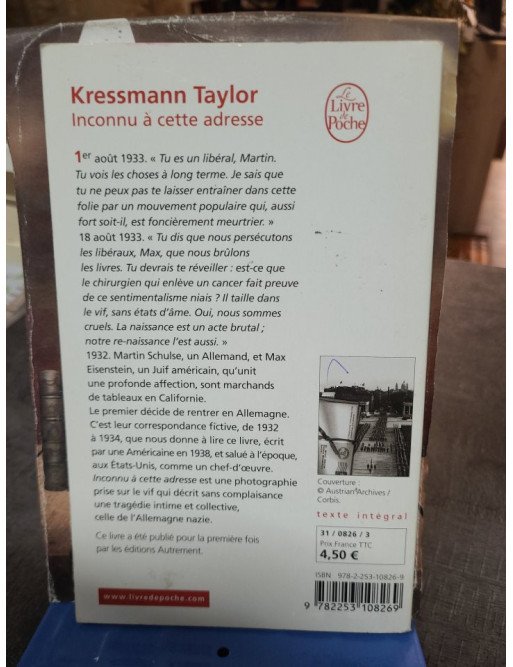 Kressmann Taylor
Inconnu à cette adresse
Le
Livre
de
Poche
1er août 1933. « Tu es un libéral, Martin.
Tu vois les choses à long terme. Je sais que
tu ne peux pas te laisser entraîner dans cette
folie par un mouvement populaire qui, aussi
fort soit-il, est foncièrement meurtrier. »
18 août 1933. « Tu dis que nous persécutons
les libéraux, Max, que nous brûlons
les livres. Tu devrais te réveiller : est-ce que
le chirurgien qui enlève un cancer fait preuve
de ce sentimentalisme niais ? Il taille dans
le vif, sans états d'âme. Oui, nous sommes
cruels. La naissance est un acte brutal ;
notre re-naissance l'est aussi. »
1932. Martin Schulse, un Allemand, et Max
Eisenstein, un Juif américain, qu'unit
une profonde affection, sont marchands
de tableaux en Californie.
Le premier décide de rentrer en Allemagne.
C'est leur correspondance fictive, de 1932
à 1934, que nous donne à lire ce livre, écrit
par une Américaine en 1938, et salué à l'époque,
aux États-Unis, comme un chef-d'œuvre.
Inconnu à cette adresse est une photographie
prise sur le vif qui décrit sans complaisance
une tragédie intime et collective,
celle de l'Allemagne nazie.
Ce livre a été publié pour la première fois
par les éditions Autrement.
www.livredepoche.com
Couverture :
© Austrian Archives /
Corbis.
texte intégral
31 / 0826 / 3
Prix France TTC
4,50 €
ISBN 978-2-253-10826-9
9 782253 108269